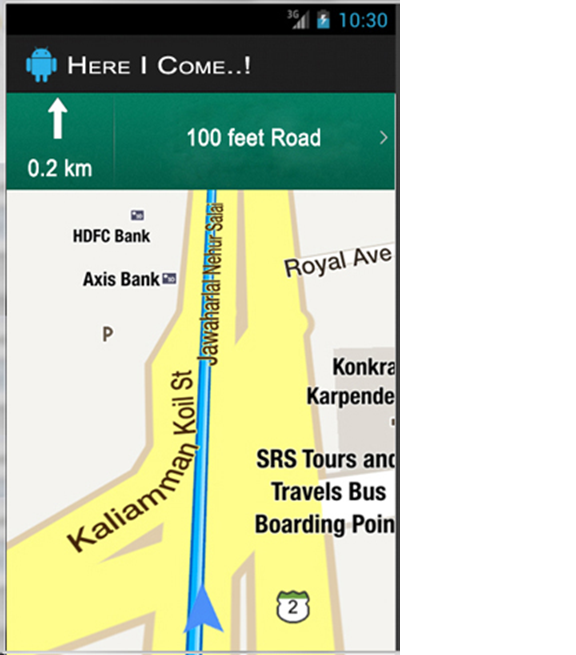 3G 10:30
HERE I COME..!
0.2 km
100 feet Road
HDFC Bank
Axis Bank
P
Jawaharlal Nehur Salai
Royal Ave
Kaliamman Koil St
Konkra
Karpende
SRS Tours and
Travels Bus
Boarding Poin
2